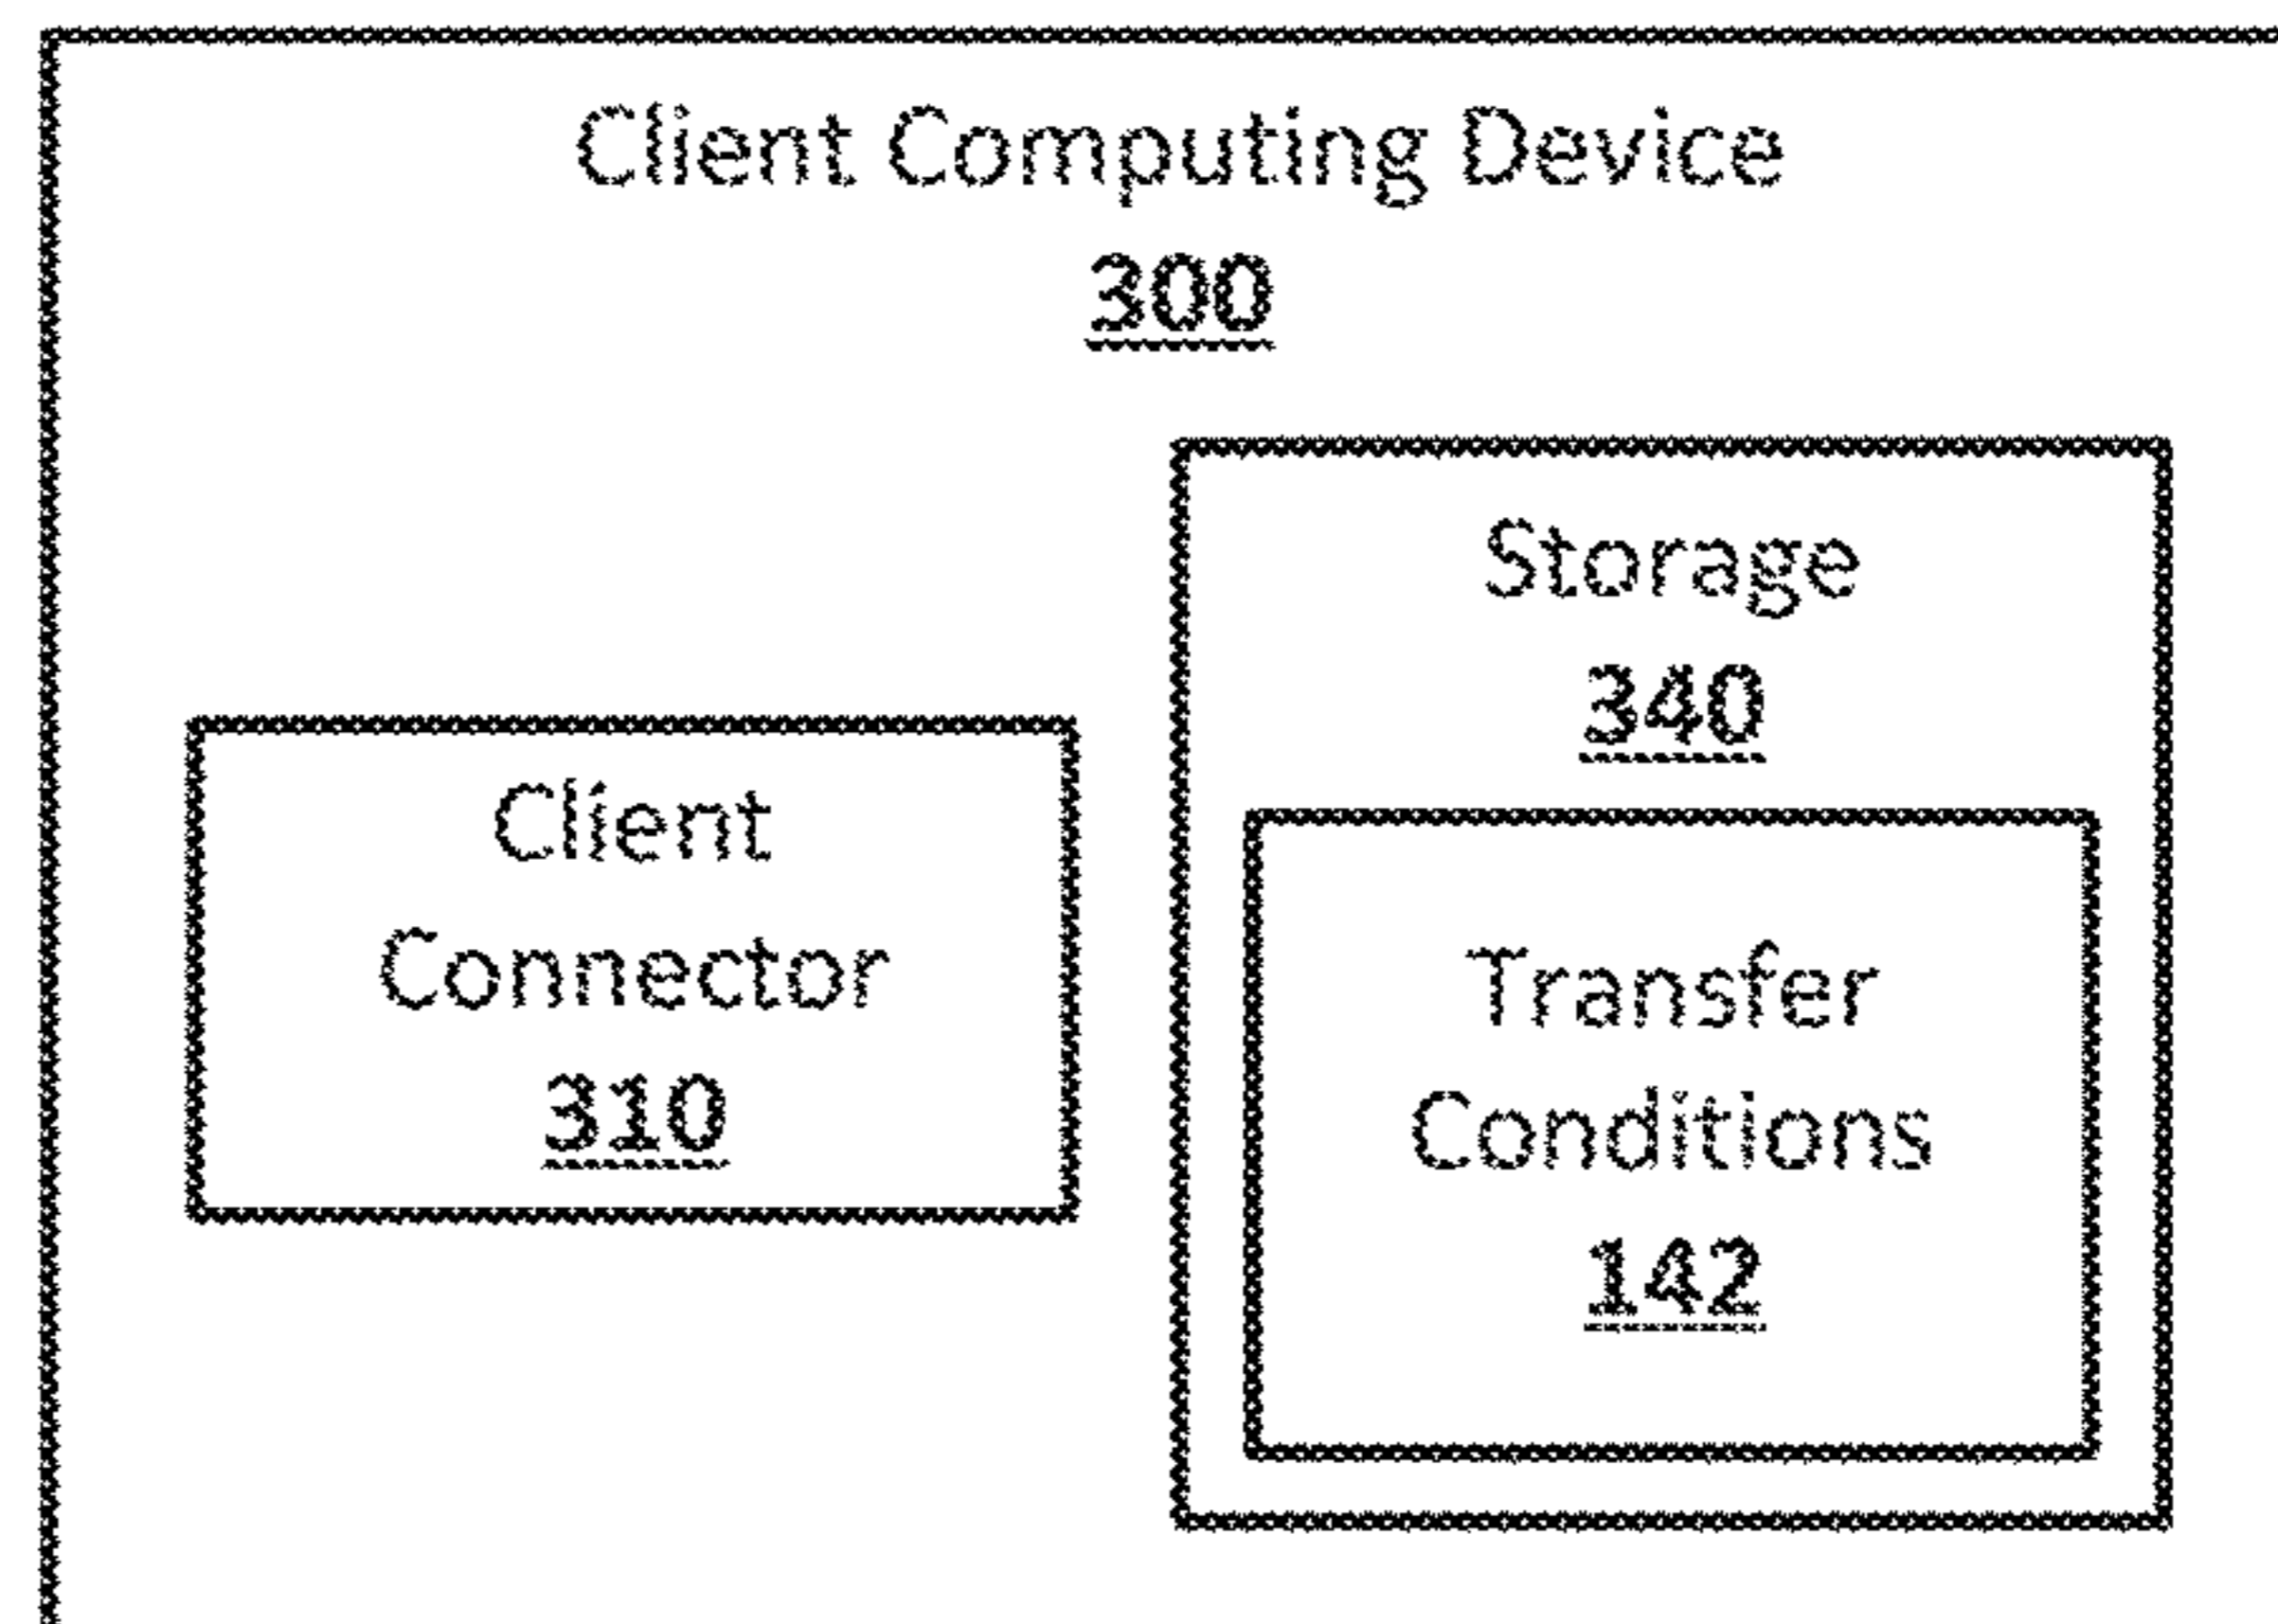 Client Computing Device
300
Client
Connector
310
Storage
340
Transfer
Conditions
142